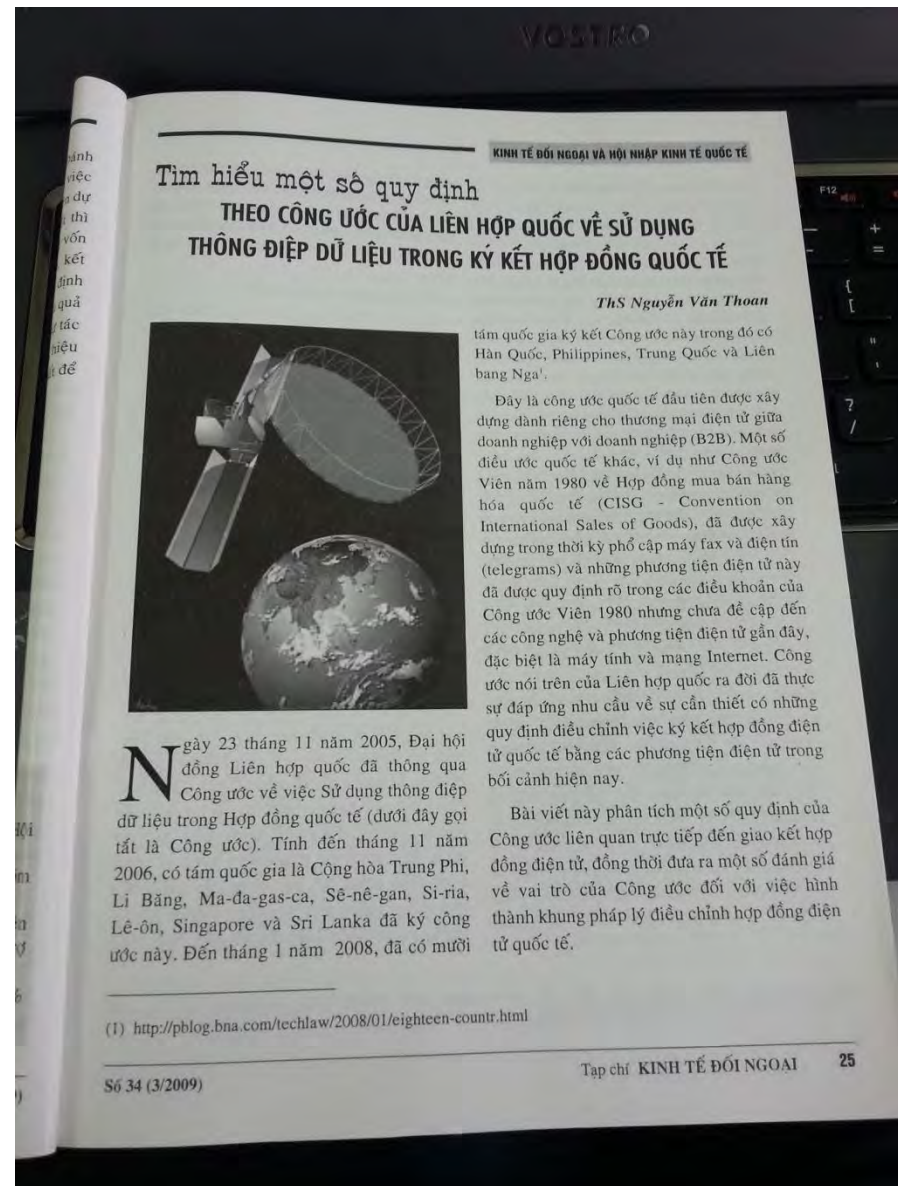 VOSTRO
ánh
việc
dự
thì
vốn
kết
định
quả
tác
hiệu
để
KINH TẾ ĐỐI NGOẠI VÀ HỘI NHẬP KINH TẾ QUỐC TẾ
Tìm hiểu một số quy định
THEO CÔNG ƯỚC CỦA LIÊN HỢP QUỐC VỀ SỬ DỤNG
THÔNG ĐIỆP DỮ LIỆU TRONG KÝ KẾT HỢP ĐỒNG QUỐC TẾ
ThS Nguyễn Văn Thoan
Ngày 23 tháng 11 năm 2005, Đại hội
đồng Liên hợp quốc đã thông qua
Công ước về việc Sử dụng thông điệp
dữ liệu trong Hợp đồng quốc tế (dưới đây gọi
tắt là Công ước). Tính đến tháng 11 năm
2006, có tám quốc gia là Cộng hòa Trung Phi,
Li Băng, Ma-đa-gas-ca, Sê-nê-gan, Si-ria,
Lê-ôn, Singapore và Sri Lanka đã ký công
ước này. Đến tháng 1 năm 2008, đã có mười
tám quốc gia ký kết Công ước này trong đó có
Hàn Quốc, Philippines, Trung Quốc và Liên
bang Nga¹.
Đây là công ước quốc tế đầu tiên được xây
dựng dành riêng cho thương mại điện tử giữa
doanh nghiệp với doanh nghiệp (B2B). Một số
điều ước quốc tế khác, ví dụ như Công ước
Viên năm 1980 về Hợp đồng mua bán hàng
hóa quốc tế (CISG - Convention on
International Sales of Goods), đã được xây
dựng trong thời kỳ phổ cập máy fax và điện tín
(telegrams) và những phương tiện điện tử này
đã được quy định rõ trong các điều khoản của
Công ước Viên 1980 nhưng chưa đề cập đến
các công nghệ và phương tiện điện tử gần đây,
đặc biệt là máy tính và mạng Internet. Công
ước nói trên của Liên hợp quốc ra đời đã thực
sự đáp ứng nhu cầu về sự cần thiết có những
quy định điều chỉnh việc ký kết hợp đồng điện
tử quốc tế bằng các phương tiện điện tử trong
bối cảnh hiện nay.
Bài viết này phân tích một số quy định của
Công ước liên quan trực tiếp đến giao kết hợp
đồng điện tử, đồng thời đưa ra một số đánh giá
về vai trò của Công ước đối với việc hình
thành khung pháp lý điều chỉnh hợp đồng điện
tử quốc tế.
(1) http://pblog.bna.com/techlaw/2008/01/eighteen-countr.html
Số 34 (3/2009)
Tạp chí KINH TẾ ĐỐI NGOẠI 25
F12
+
=
{
[
"
'
?
/